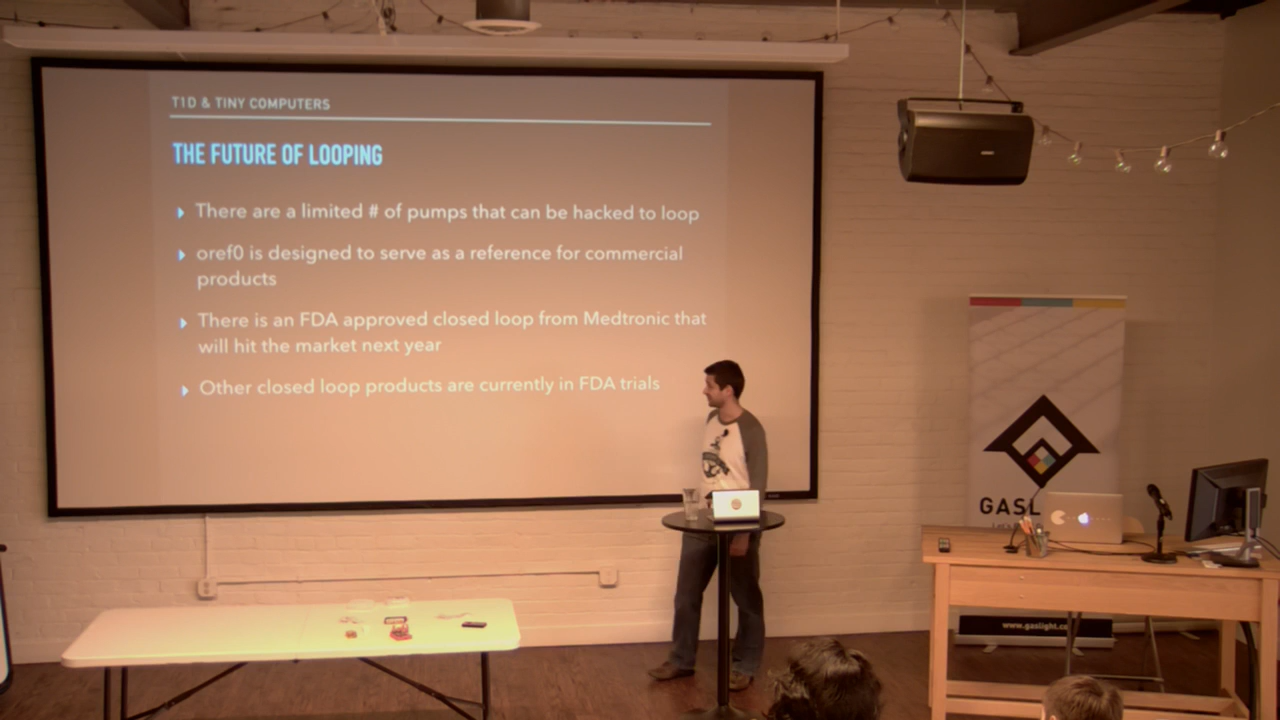 T1D & TINY COMPUTERS
THE FUTURE OF LOOPING
There are a limited # of pumps that can be hacked to loop
oref0 is designed to serve as a reference for commercial
products
There is an FDA approved closed loop from Medtronic that
will hit the market next year
Other closed loop products are currently in FDA trials
GASL
www.gaslight.co